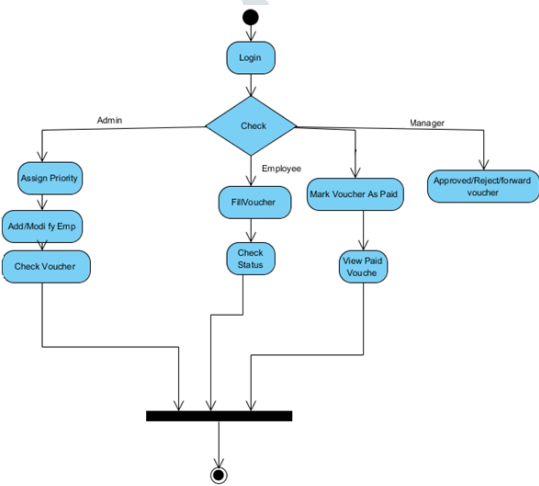 Login
Check
Admin
Manager
Employee
Assign Priority
Add/Modi fy Emp
Check Voucher
FillVoucher
Check
Status
Mark Voucher As Paid
View Paid
Vouche
Approved/Reject/forward
voucher